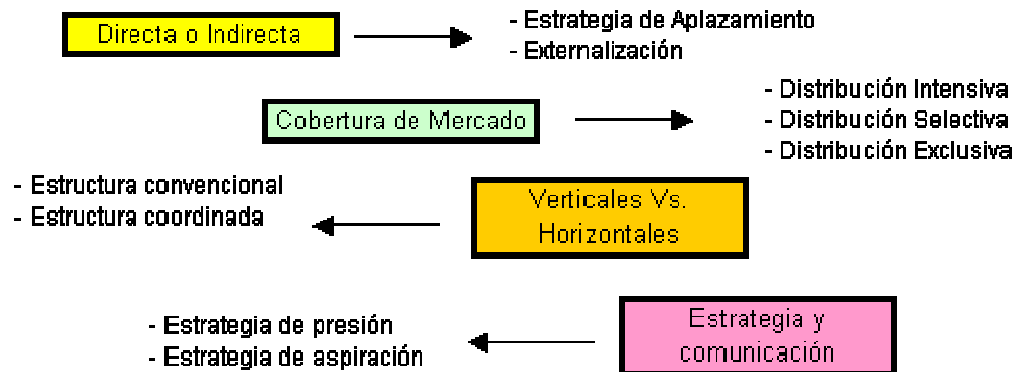 Directa o Indirecta
- Estrategia de Aplazamiento
- Externalización
Cobertura de Mercado
- Distribución Intensiva
- Distribución Selectiva
- Distribución Exclusiva
- Estructura convencional
- Estructura coordinada
Verticales Vs.
Horizontales
- Estrategia de presión
- Estrategia de aspiración
Estrategia y
comunicación